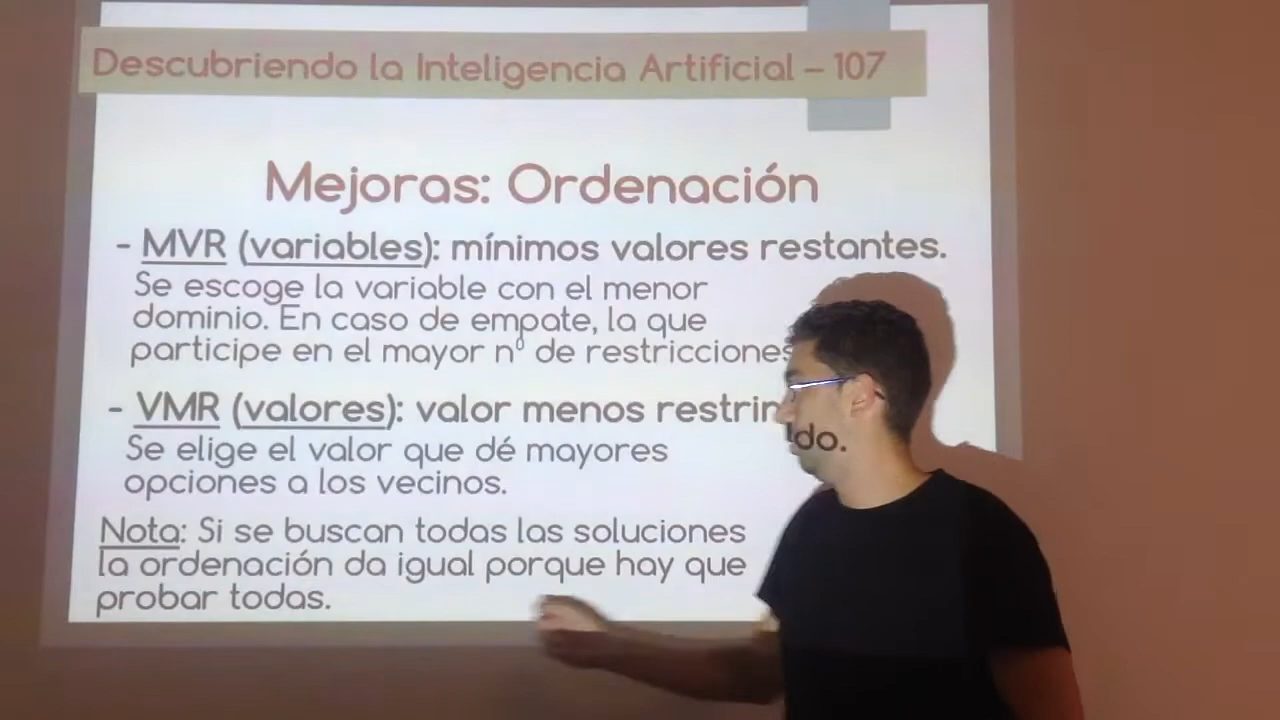 Descubriendo la Inteligencia Artificial – 107
Mejoras: Ordenación
- MVR (variables): mínimos valores restantes.
Se escoge la variable con el menor
dominio. En caso de empate, la que
participe en el mayor nº de restricciones
- VMR (valores): valor menos
do.
Se elige el valor que dé mayores
opciones a los vecinos.
Nota: Si se buscan todas las soluciones
la ordenación da igual porque hay que
probar todas.